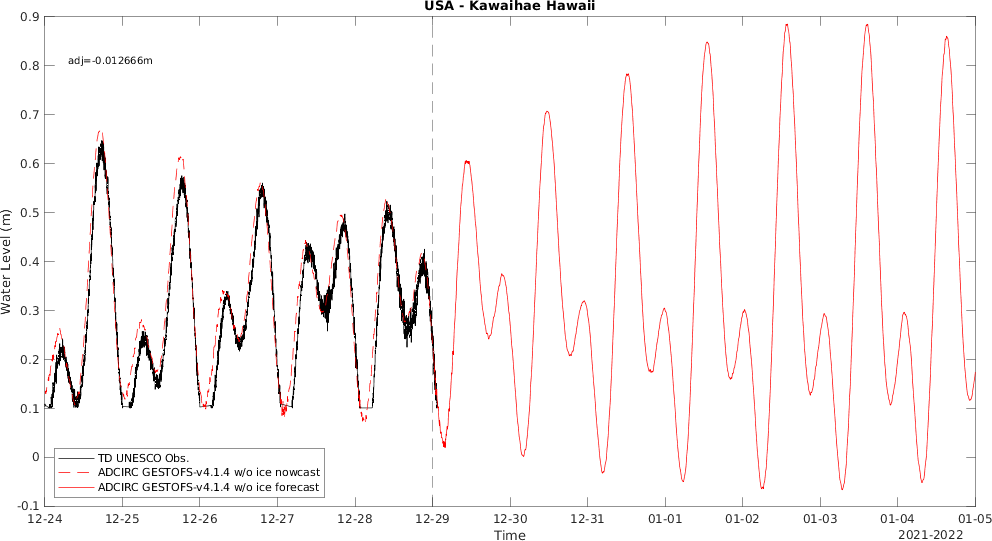 USA - Kawaihae Hawaii
adj=-0.012666m
Water Level (m)
0.9
0.8
0.7
0.6
0.5
0.4
0.3
0.2
0.1
0
-0.1
TD UNESCO Obs.
ADCIRC GESTOFS-v4.1.4 w/o ice nowcast
ADCIRC GESTOFS-v4.1.4 w/o ice forecast
12-24 12-25 12-26 12-27 12-28 12-29 12-30 12-31 01-01 01-02 01-03 01-04 01-05
Time
2021-2022